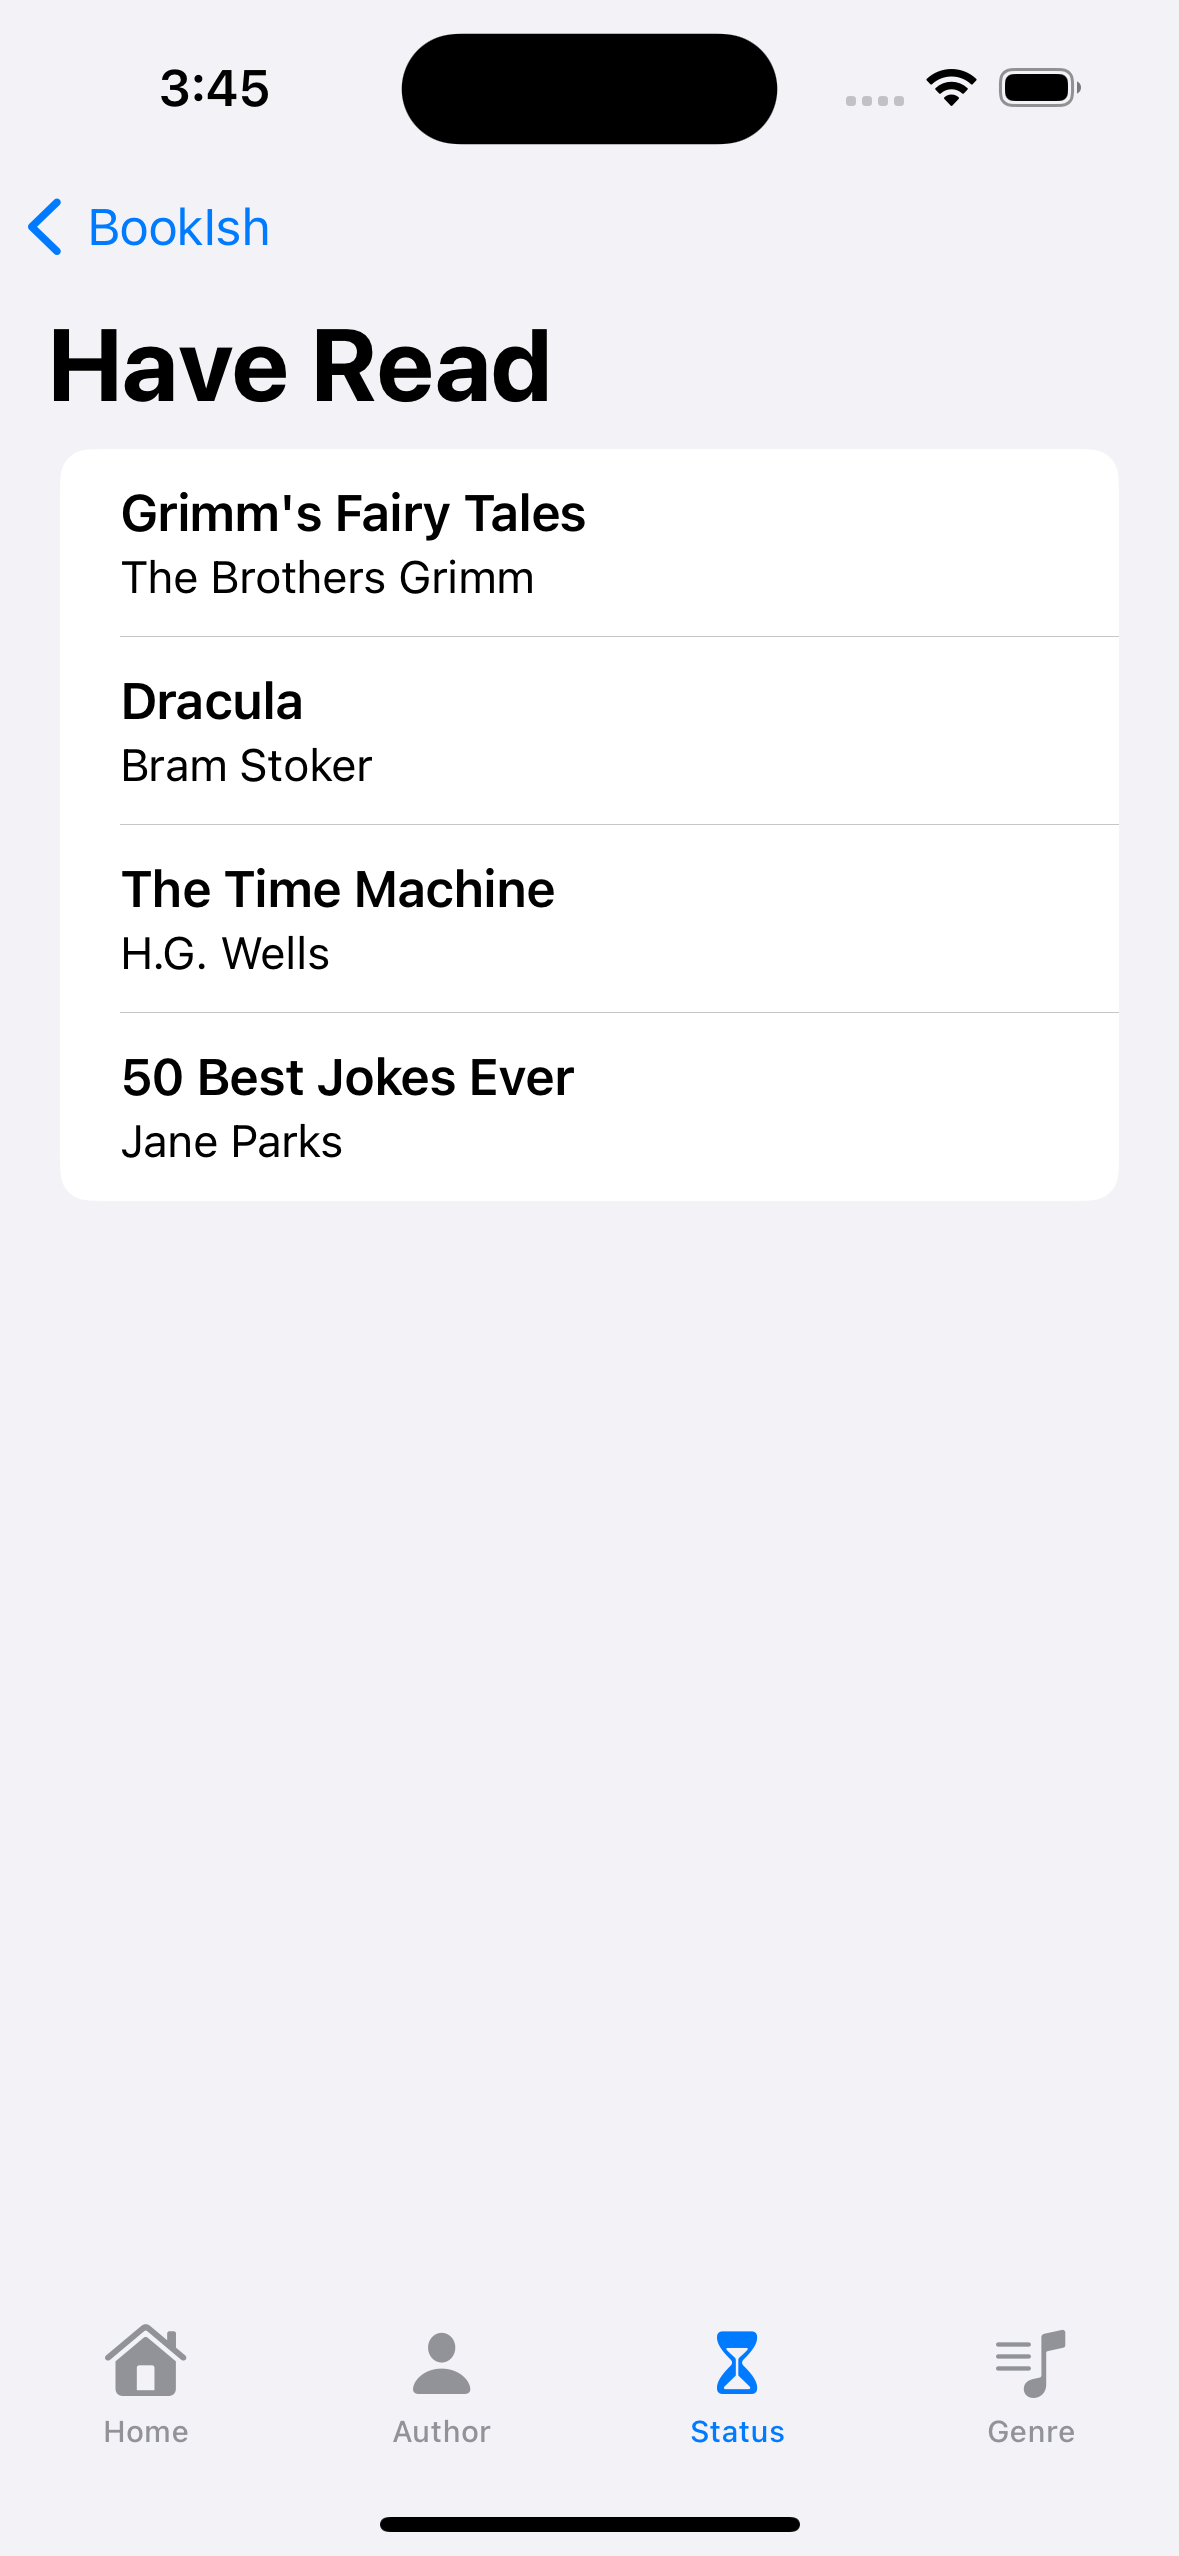 3:45
BookIsh
Have Read
Grimm's Fairy Tales
The Brothers Grimm
Dracula
Bram Stoker
The Time Machine
H.G. Wells
50 Best Jokes Ever
Jane Parks
Home Author Status Genre